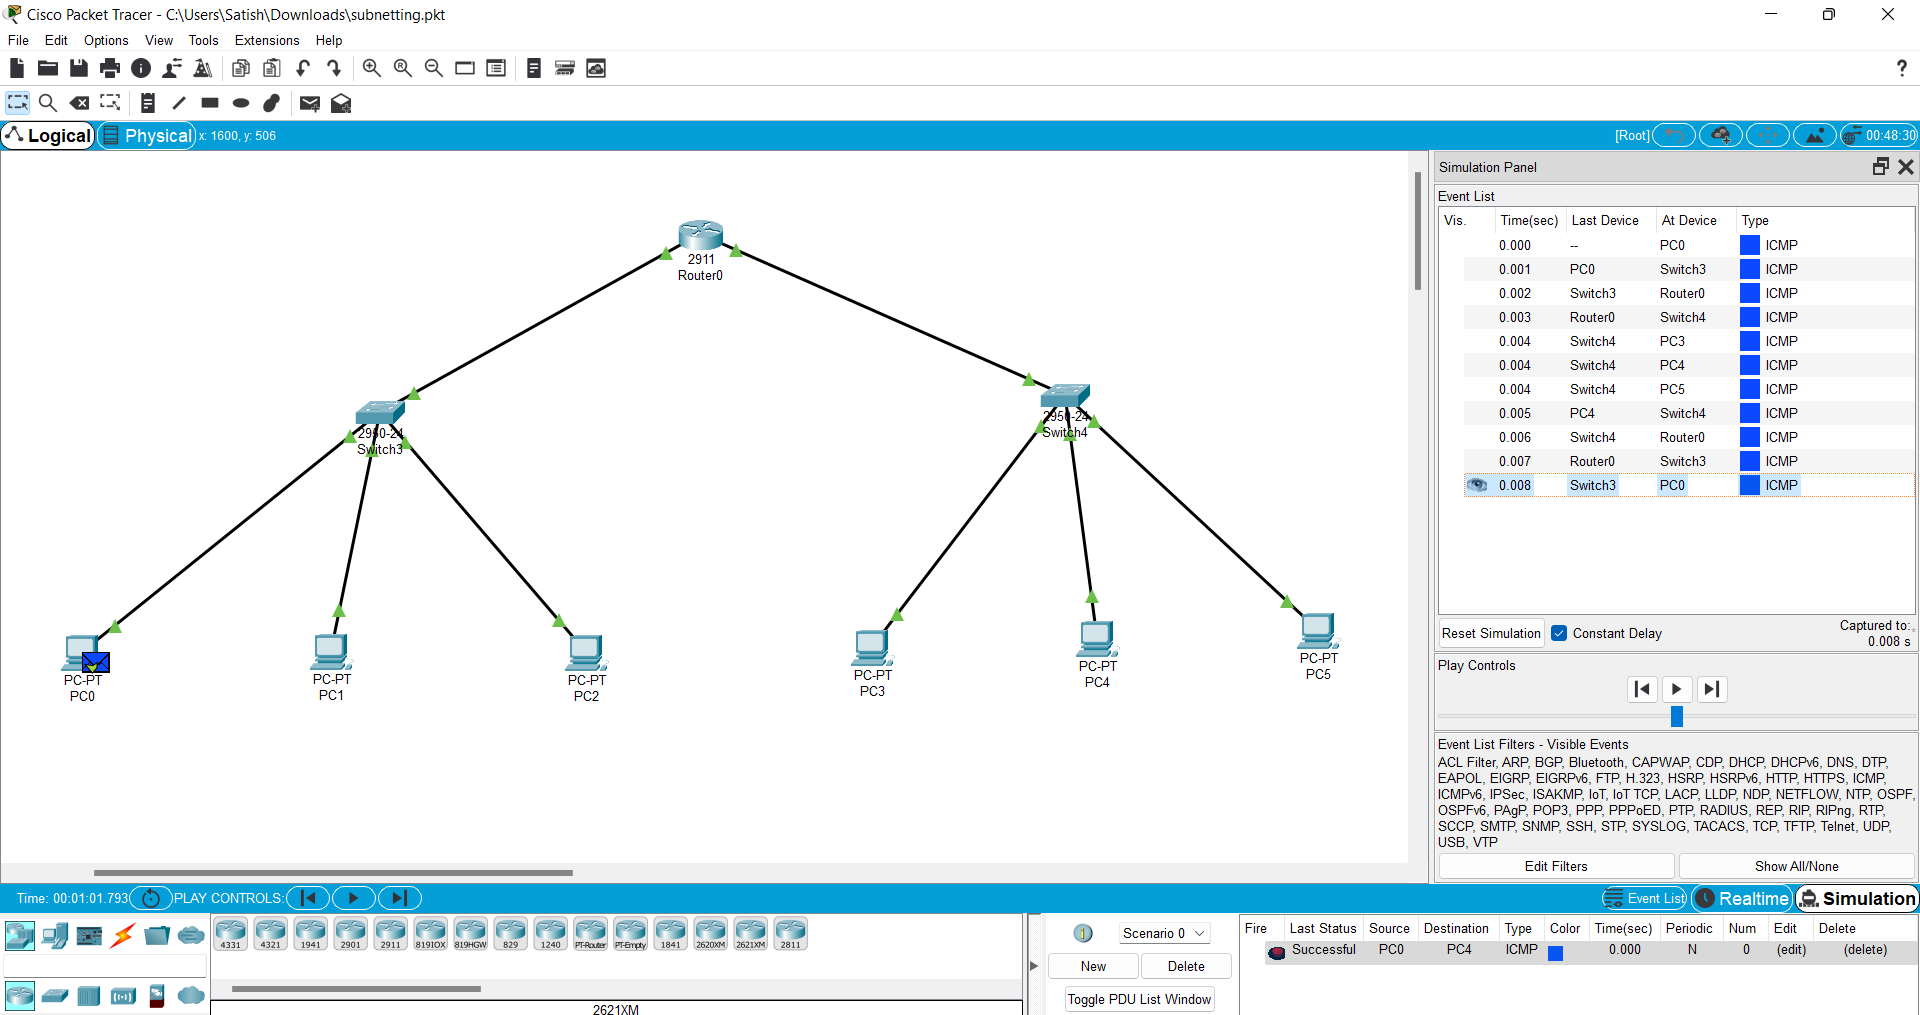 Cisco Packet Tracer - C:\Users\Satish\Downloads\subnetting.pkt
File Edit Options View Tools Extensions Help
?
Logical Physical x: 1600, y: 506 [Root] 00:48:30
2911
Router0
2950-24
Switch3
2950-24
Switch4
PC-PT
PC0
PC-PT
PC1
PC-PT
PC2
PC-PT
PC3
PC-PT
PC4
PC-PT
PC5
Simulation Panel
Event List
Vis. Time(sec) Last Device At Device Type
0.000 -- PC0 ICMP
0.001 PC0 Switch3 ICMP
0.002 Switch3 Router0 ICMP
0.003 Router0 Switch4 ICMP
0.004 Switch4 PC3 ICMP
0.004 Switch4 PC4 ICMP
0.004 Switch4 PC5 ICMP
0.005 PC4 Switch4 ICMP
0.006 Switch4 Router0 ICMP
0.007 Router0 Switch3 ICMP
0.008 Switch3 PC0 ICMP
Reset Simulation Constant Delay Captured to:
0.008 s
Play Controls
Event List Filters - Visible Events
ACL Filter, ARP, BGP, Bluetooth, CAPWAP, CDP, DHCP, DHCPv6, DNS, DTP,
EAPOL, EIGRP, EIGRPv6, FTP, H.323, HSRP, HSRPv6, HTTP, HTTPS, ICMP,
ICMPv6, IPSec, ISAKMP, IoT, IoT TCP, LACP, LLDP, NDP, NETFLOW, NTP, OSPF,
OSPFv6, PAgP, POP3, PPP, PPPoED, PTP, RADIUS, REP, RIP, RIPng, RTP,
SCCP, SMTP, SNMP, SSH, STP, SYSLOG, TACACS, TCP, TFTP, Telnet, UDP,
USB, VTP
Edit Filters Show All/None
Time: 00:01:01.793 PLAY CONTROLS: Event List Realtime Simulation
4331 4321 1941 2901 2911 819IOX 819HGW 829 1240 PT-Router PT-Empty 1841 2620XM 2621XM 2811
2621XM
1 Scenario 0
New Delete
Toggle PDU List Window
Fire Last Status Source Destination Type Color Time(sec) Periodic Num Edit Delete
Successful PC0 PC4 ICMP 0.000 N 0 (edit) (delete)